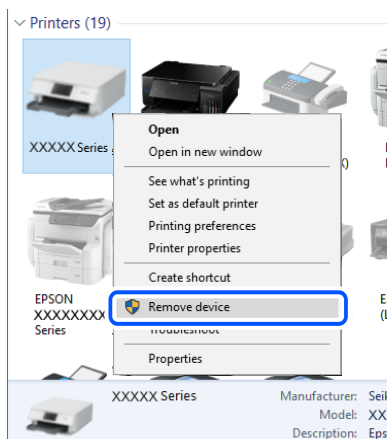 Printers (19)
XXXXX Series
Open
Open in new window
See what's printing
Set as default printer
Printing preferences
Printer properties
Create shortcut
Remove device
Troubleshoot
Properties
EPSON
XXXXXXXX
Series
XXXXX Series
Manufacturer:
Model:
Description: